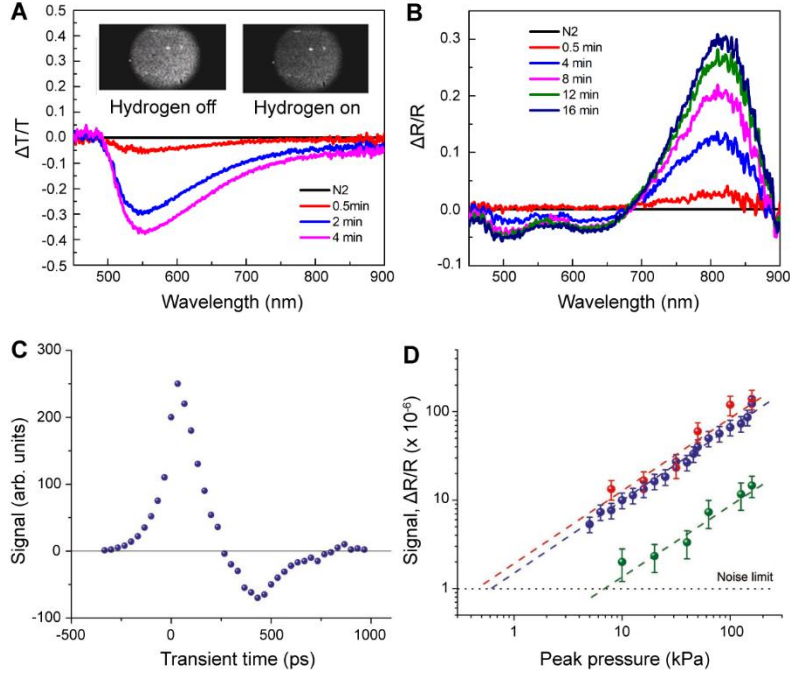 A
0.5
0.4
0.3
0.2
0.1
0.0
-0.1
-0.2
-0.3
-0.4
-0.5
ΔT/T
Hydrogen off
Hydrogen on
N2
0.5min
2 min
4 min
500 600 700 800 900
Wavelength (nm)
B
0.3
0.2
0.1
0.0
-0.1
ΔR/R
N2
0.5 min
4 min
8 min
12 min
16 min
500 600 700 800 900
Wavelength (nm)
C
300
200
100
0
-100
Signal (arb. units)
-500 0 500 1000
Transient time (ps)
D
100
10
1
Signal, ΔR/R (x 10⁻⁶)
Noise limit
1 10 100
Peak pressure (kPa)